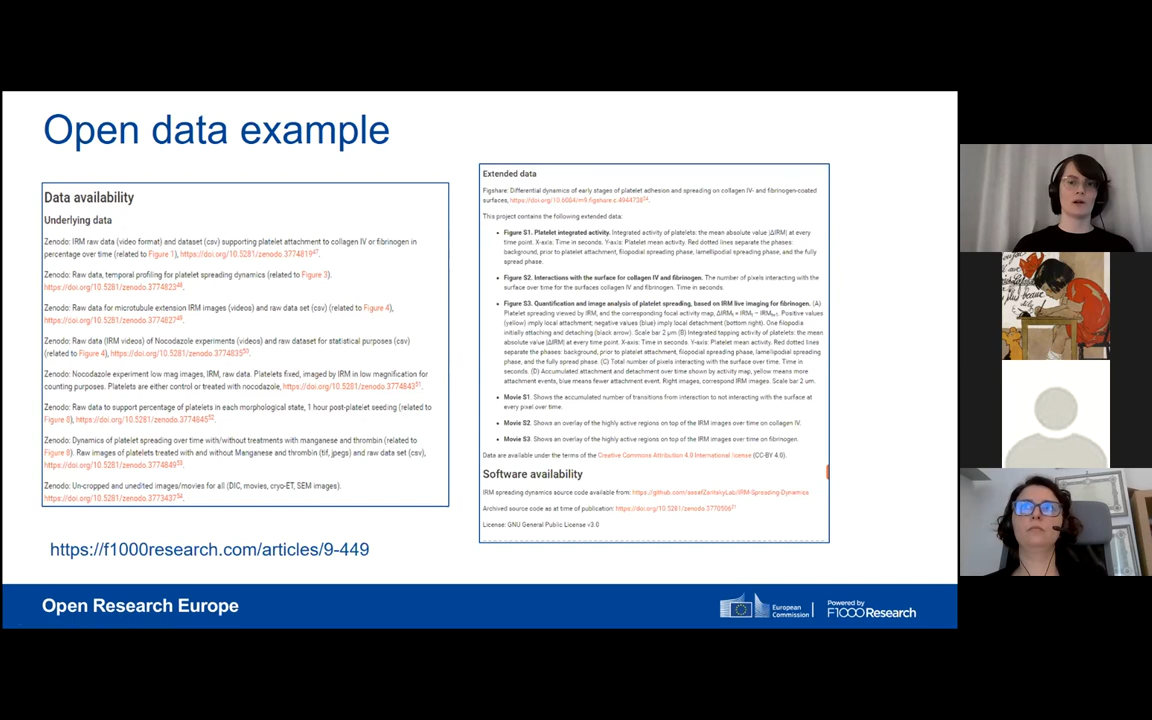 Open data example
Data availability
Underlying data
Zenodo: IRM raw data (video format) and dataset (csv) supporting platelet attachment to collagen IV or fibrinogen in
percentage over time (related to Figure 1), https://doi.org/10.5281/zenodo.3774819⁴⁷.
Zenodo: Raw data, temporal profiling for platelet spreading dynamics (related to Figure 3).
https://doi.org/10.5281/zenodo.3774823⁴⁸.
Zenodo: Raw data for microtubule extension IRM images (videos) and raw data set (csv) (related to Figure 4),
https://doi.org/10.5281/zenodo.3774827⁴⁹.
Zenodo: Raw data (IRM videos) of Nocodazole experiment (videos) and raw dataset for statistical purposes (csv)
(related to Figure 4), https://doi.org/10.5281/zenodo.3774835⁵⁰.
Zenodo: Nocodazole experiment low mag images, IRM, raw data. Platelets fixed, imaged by IRM in low magnification for
counting purposes. Platelets are either control or treated with nocodazole, https://doi.org/10.5281/zenodo.3774843⁵¹.
Zenodo: Raw data to support percentage of platelets in each morphological state, 1 hour post-platelet seeding (related to
Figure 8), https://doi.org/10.5281/zenodo.3774845⁵².
Zenodo: Dynamics of platelet spreading over time with/without treatments with manganese and thrombin (related to
Figure 8). Raw images of platelets treated with and without Manganese and thrombin (tif, jpegs) and raw data set (csv),
https://doi.org/10.5281/zenodo.3774849⁵³.
Zenodo: Un-cropped and unedited images/movies for all (DIC, movies, cryo-ET, SEM images).
https://doi.org/10.5281/zenodo.3773437⁵⁴.
https://f1000research.com/articles/9-449
Extended data
Figshare: Differential dynamics of early stages of platelet adhesion and spreading on collagen IV- and fibrinogen-coated
surfaces, https://doi.org/10.6084/m9.figshare.c.4944738⁵⁴.
This project contains the following extended data:
• Figure S1. Platelet integrated activity. Integrated activity of platelets: the mean absolute value |ΔIRM| at every
time point. X-axis: Time in seconds. Y-axis: Platelet mean activity. Red dotted lines separate the phases:
background, prior to platelet attachment, filopodial spreading phase, lamellipodial spreading phase, and the fully
spread phase.
• Figure S2. Interactions with the surface for collagen IV and fibrinogen. The number of pixels interacting with the
surface over time for the surfaces collagen IV and fibrinogen. Time in seconds.
• Figure S3. Quantification and image analysis of platelet spreading, based on IRM live imaging for fibrinogen. (A)
Platelet spreading viewed by IRM, and the corresponding focal activity map, ΔIRMₜ = IRMₜ − IRMₜ₊₁. Positive values
(yellow) imply local attachment; negative values (blue) imply local detachment (bottom right). One filopodia
initially attaching and detaching (black arrow). Scale bar 2 μm (B) Integrated tapping activity of platelets: the mean
absolute value |ΔIRM| at every time point. X-axis: Time in seconds. Y-axis: Platelet mean activity. Red dotted lines
separate the phases: background, prior to platelet attachment, filopodial spreading phase, lamellipodial spreading
phase, and the fully spread phase. (C) Total number of pixels interacting with the surface over time. Time in
seconds. (D) Accumulated attachment and detachment over time shown by activity map, yellow means more
attachment events, blue means fewer attachment event. Right images, correspond IRM images. Scale bar 2 um.
• Movie S1. Shows the accumulated number of transitions from interaction to not interacting with the surface at
every pixel over time.
• Movie S2. Shows an overlay of the highly active regions on top of the IRM images over time on collagen IV.
• Movie S3. Shows an overlay of the highly active regions on top of the IRM images over time on fibrinogen.
Data are available under the terms of the Creative Commons Attribution 4.0 International license (CC-BY 4.0).
Software availability
IRM spreading dynamics source code available from: https://github.com/assafZaritskyLab/IRM-Spreading-Dynamics
Archived source code as at time of publication: https://doi.org/10.5281/zenodo.3770506²¹
License: GNU General Public License v3.0
Open Research Europe
European
Commission
Powered by
F1000Research